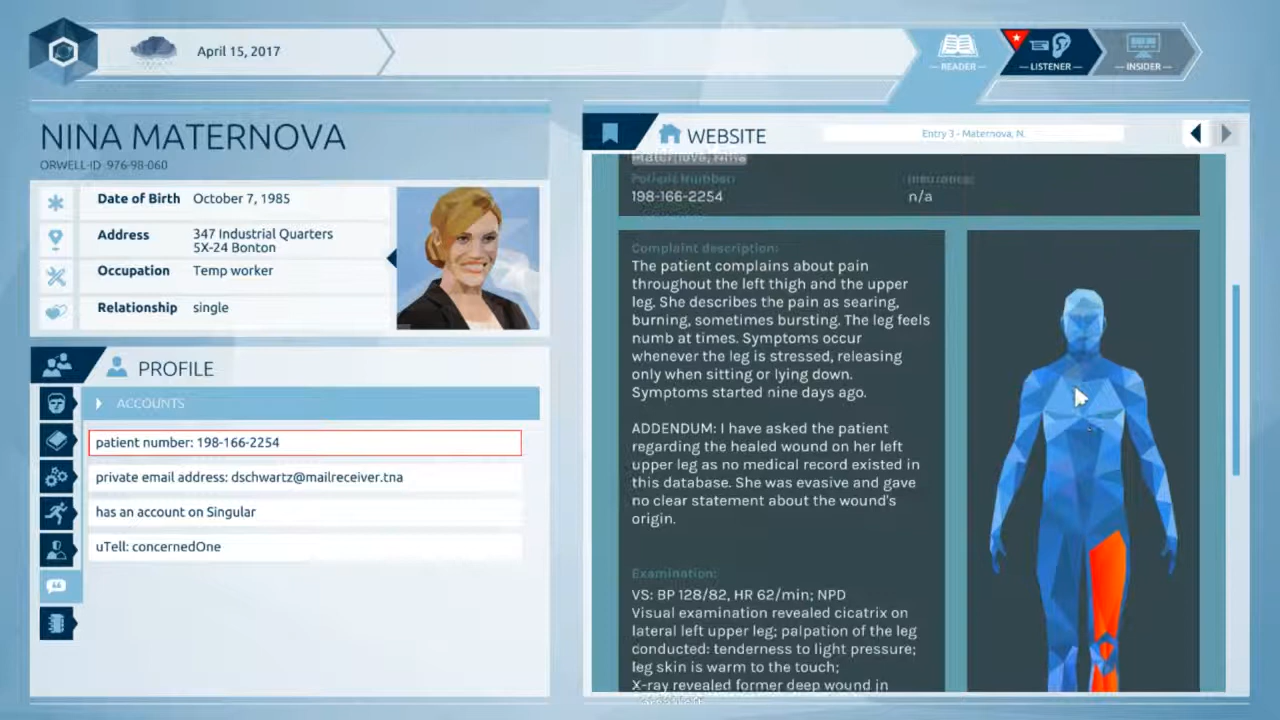 April 15, 2017
— READER —
— LISTENER —
— INSIDER —
NINA MATERNOVA
ORWELL-ID 976-98-060
Date of Birth October 7, 1985
Address 347 Industrial Quarters
5X-24 Bonton
Occupation Temp worker
Relationship single
PROFILE
ACCOUNTS
patient number: 198-166-2254
private email address: dschwartz@mailreceiver.tna
has an account on Singular
uTell: concernedOne
WEBSITE
Entry 3 - Maternova, N.
Maternova, Nina
Patient Number: Insurance:
198-166-2254 n/a
Complaint description:
The patient complains about pain
throughout the left thigh and the upper
leg. She describes the pain as searing,
burning, sometimes bursting. The leg feels
numb at times. Symptoms occur
whenever the leg is stressed, releasing
only when sitting or lying down.
Symptoms started nine days ago.
ADDENDUM: I have asked the patient
regarding the healed wound on her left
upper leg as no medical record existed in
this database. She was evasive and gave
no clear statement about the wound's
origin.
Examination:
VS: BP 128/82, HR 62/min; NPD
Visual examination revealed cicatrix on
lateral left upper leg; palpation of the leg
conducted: tenderness to light pressure;
leg skin is warm to the touch;
X-ray revealed former deep wound in